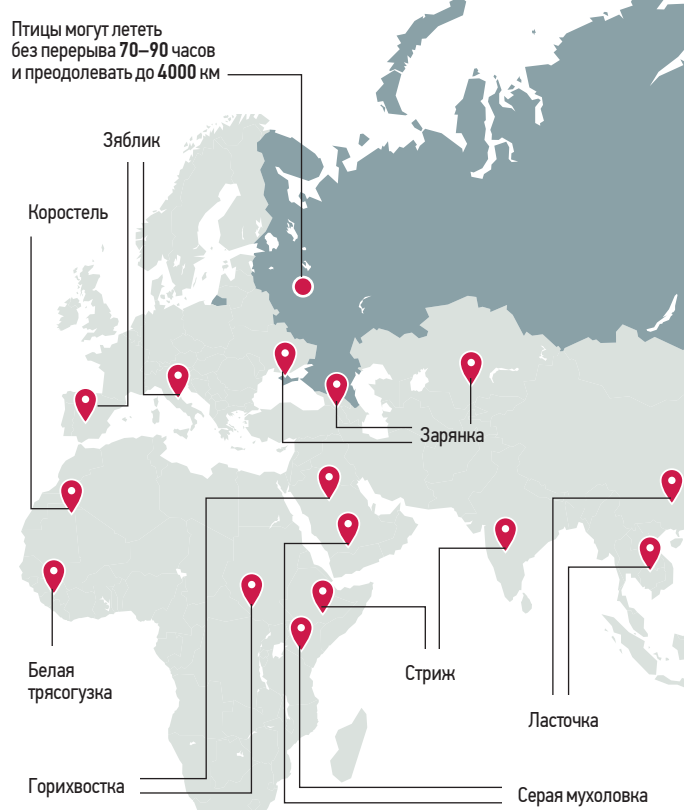 Птицы могут лететь
без перерыва 70–90 часов
и преодолевать до 4000 км
Зяблик
Коростель
Зарянка
Белая
трясогузка
Стриж
Ласточка
Горихвостка
Серая мухоловка